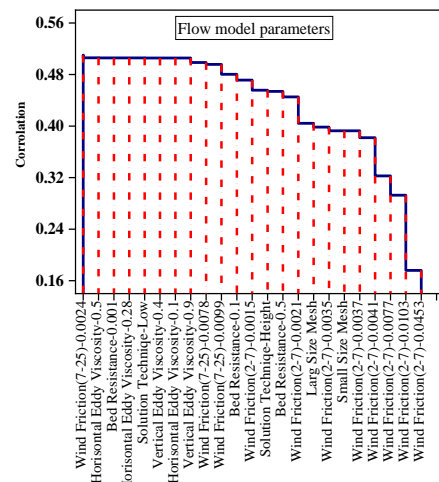 Flow model parameters
Corrolation
0.56
0.48
0.40
0.32
0.24
0.16
Wind Friction(7-25)-0.0024
Horisontal Eddy Viscosity-0.5
Bed Resistance-0.001
Horisontal Eddy Viscosity-0.28
Solution Techniqe-Low
Vertical Eddy Viscosity-0.4
Horisontal Eddy Viscosity-0.1
Vertical Eddy Viscosity-0.9
Wind Friction(7-25)-0.0078
Wind Friction(7-25)-0.0099
Bed Resistance-0.1
Wind Friction(2-7)-0.0015
Solution Techniqe-Height
Bed Resistance-0.5
Wind Friction(2-7)-0.0021
Larg Size Mesh
Wind Friction(2-7)-0.0035
Small Size Mesh
Wind Friction(2-7)-0.0037
Wind Friction(2-7)-0.0041
Wind Friction(2-7)-0.0077
Wind Friction(2-7)-0.0103
Wind Friction(2-7)-0.0453